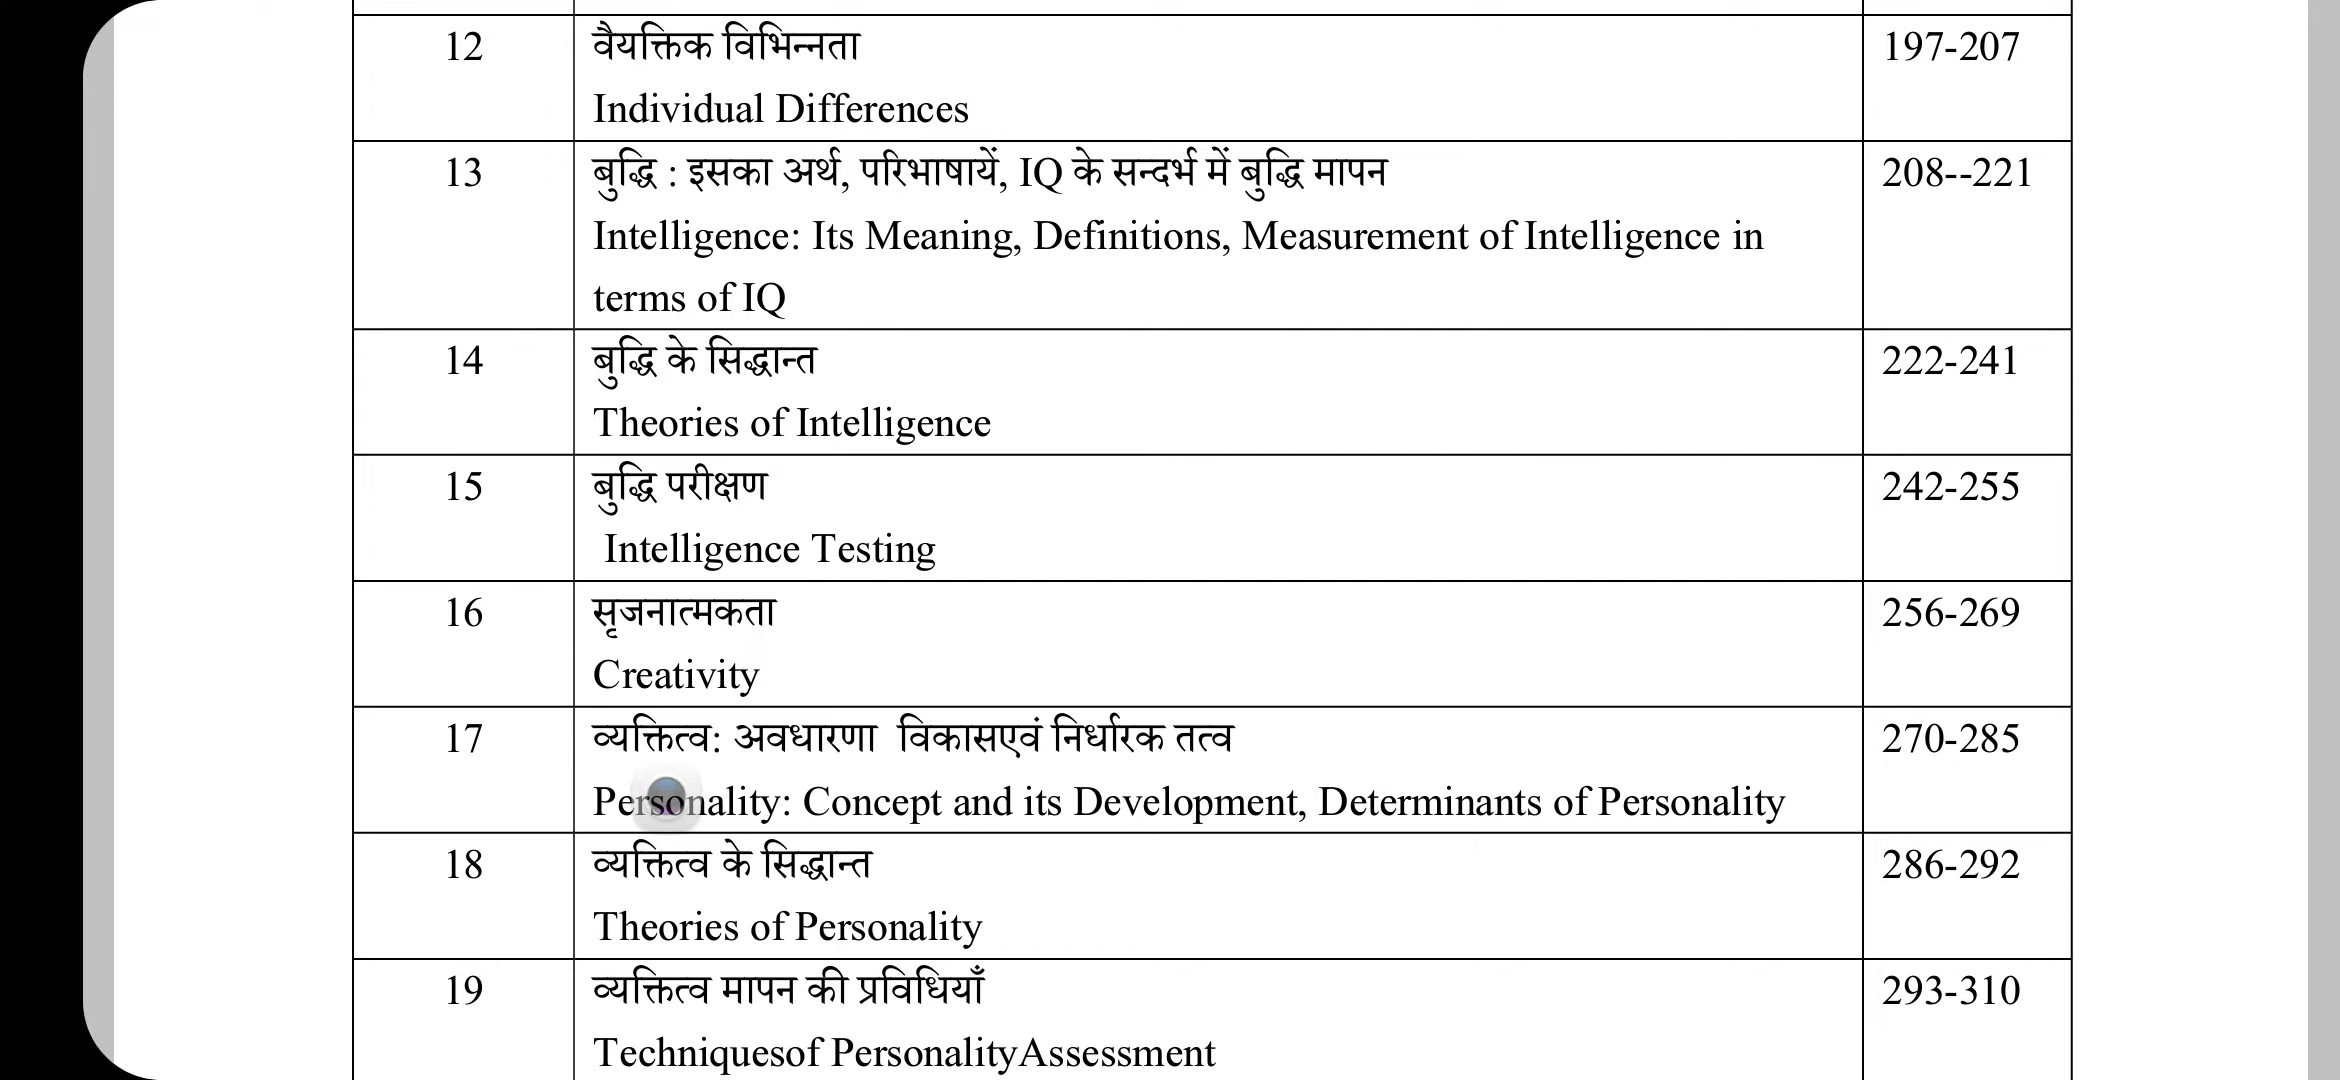 12 वैयक्तिक विभिन्नता 197-207
Individual Differences
13 बुद्धि : इसका अर्थ, परिभाषायें, IQ के सन्दर्भ में बुद्धि मापन 208--221
Intelligence: Its Meaning, Definitions, Measurement of Intelligence in
terms of IQ
14 बुद्धि के सिद्धान्त 222-241
Theories of Intelligence
15 बुद्धि परीक्षण 242-255
Intelligence Testing
16 सृजनात्मकता 256-269
Creativity
17 व्यक्तित्व: अवधारणा विकासएवं निर्धारक तत्व 270-285
Personality: Concept and its Development, Determinants of Personality
18 व्यक्तित्व के सिद्धान्त 286-292
Theories of Personality
19 व्यक्तित्व मापन की प्रविधियाँ 293-310
Techniquesof PersonalityAssessment